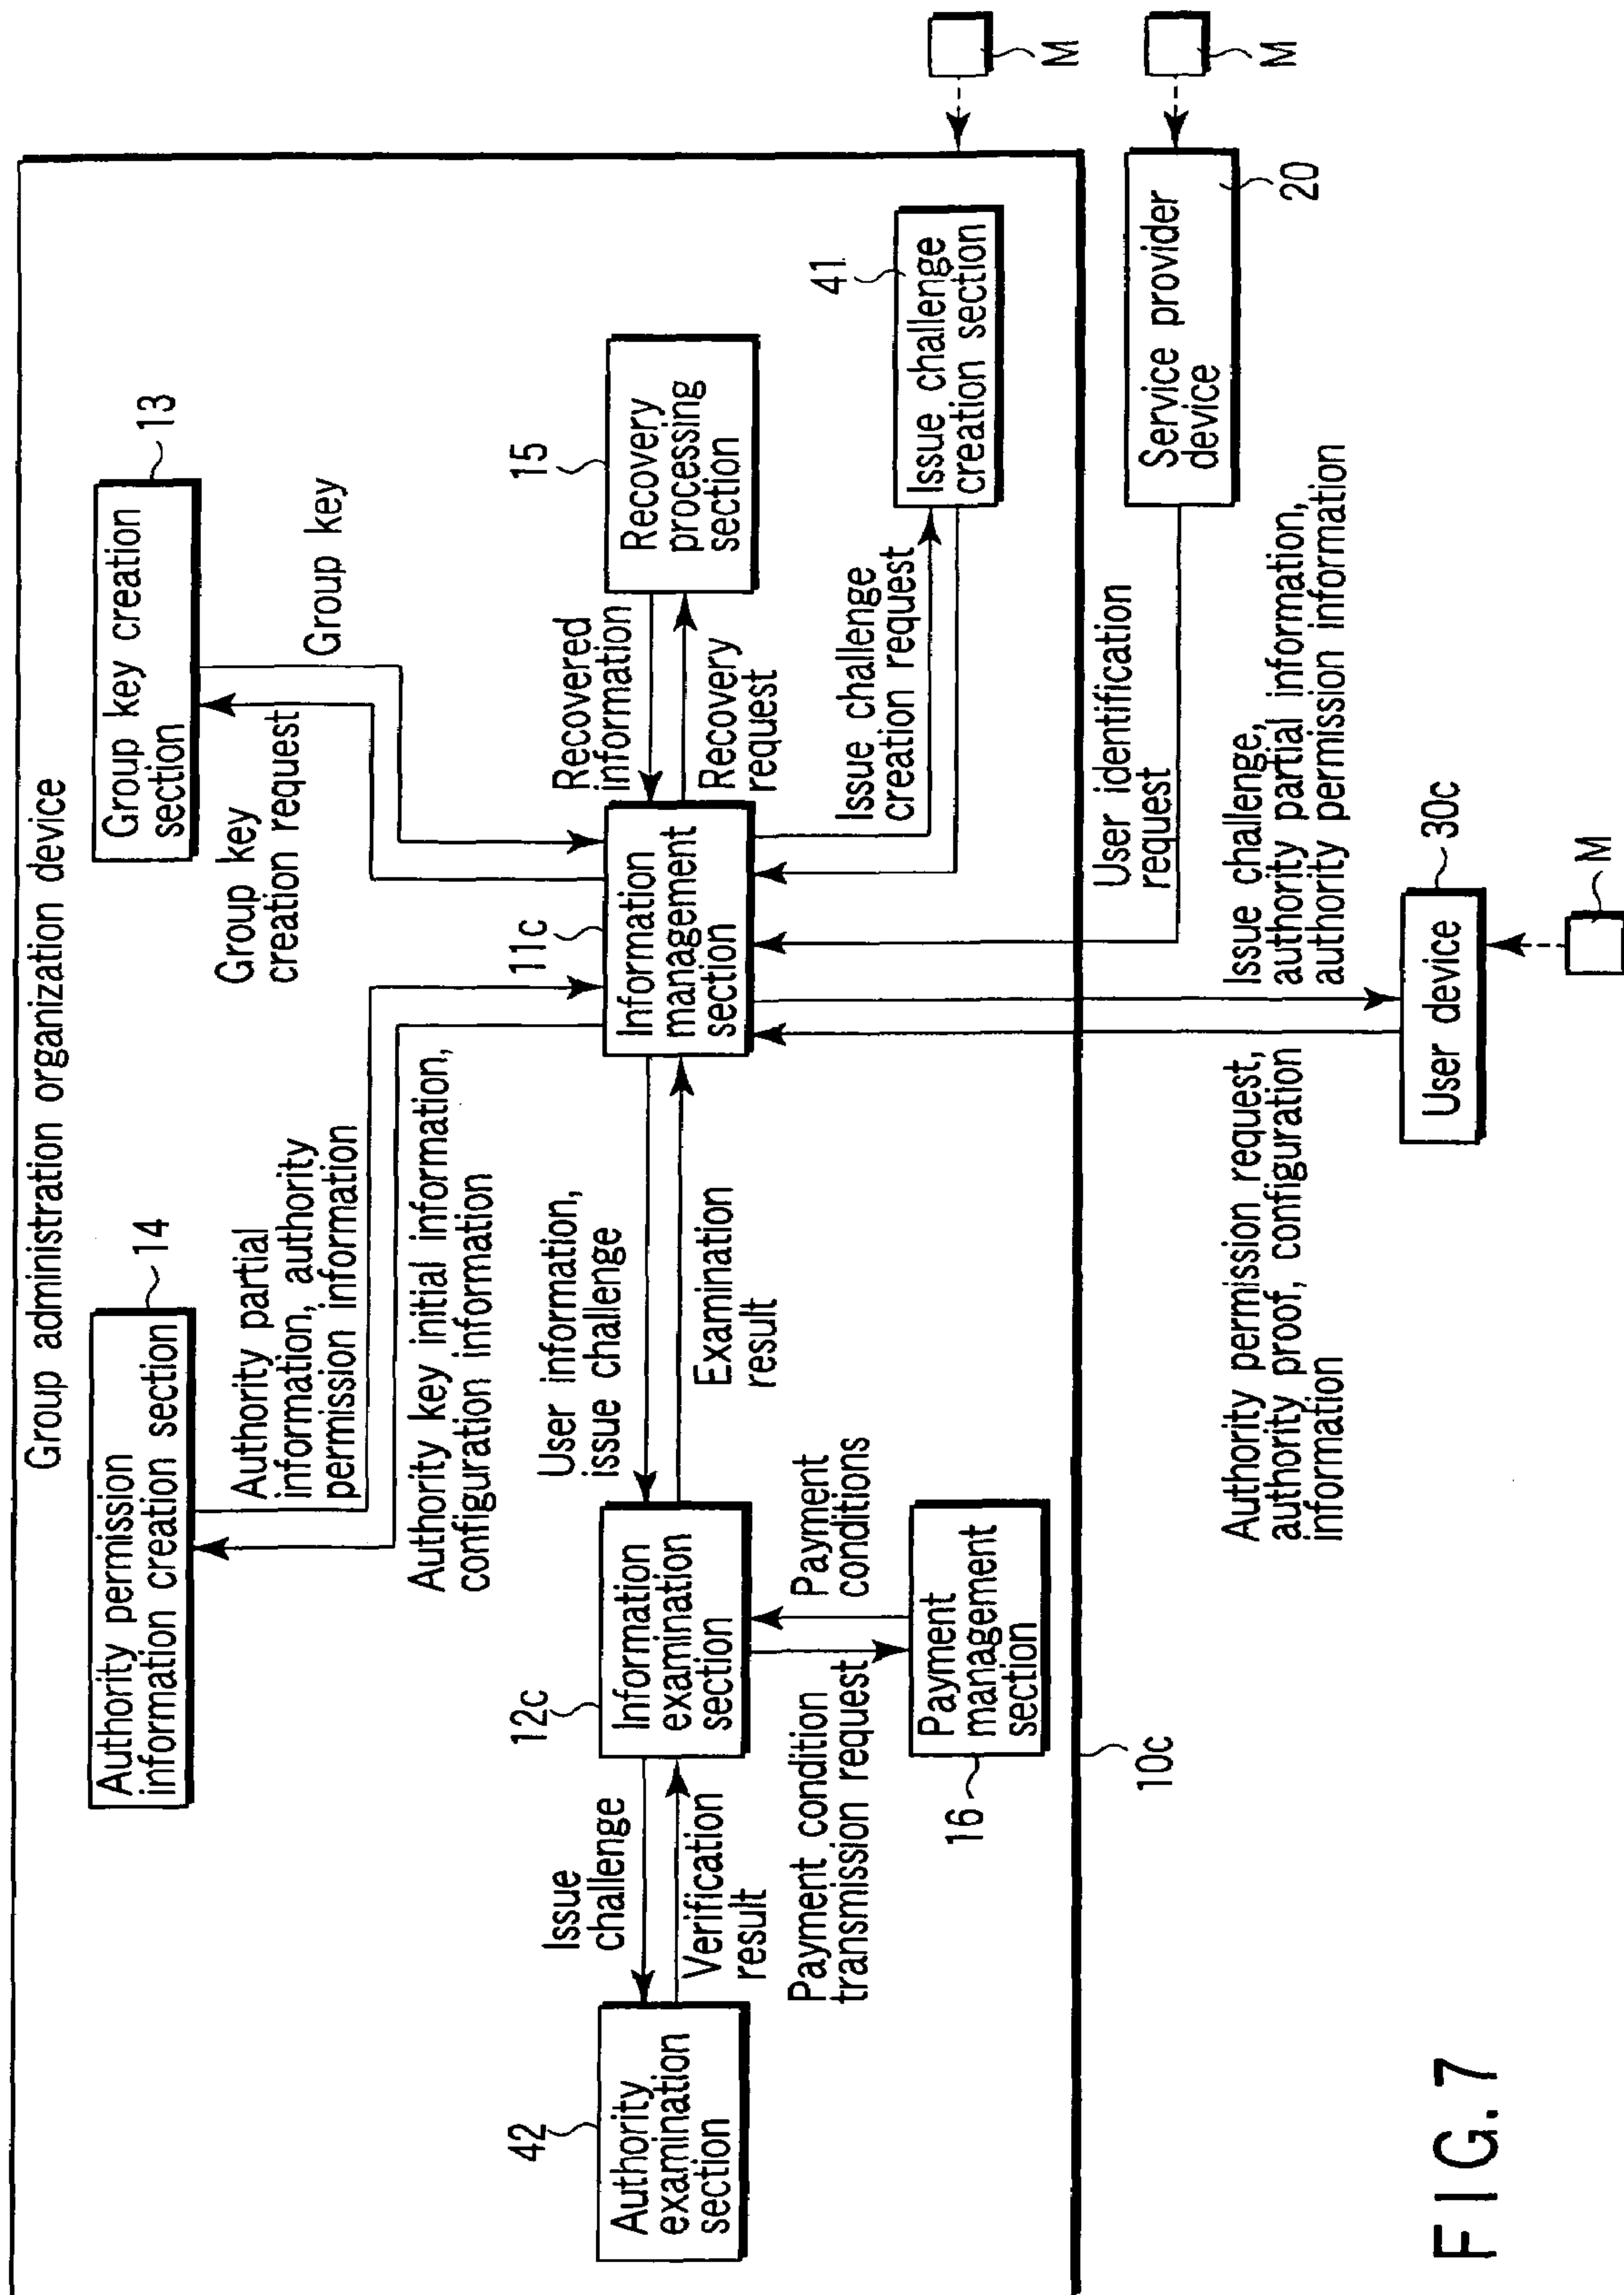 Group administration organization device
Authority permission
information creation section
14
Group key creation
section
13
Authority partial
information, authority
permission information
Authority key initial information,
configuration information
Group key
creation request
Group key
42
Authority
examination
section
Issue
challenge
Verification
result
12c
Information
examination
section
User information,
issue challenge
Examination
result
11c
Information
management
section
Recovered
information
Recovery
request
15
Recovery
processing
section
Payment condition
transmission request
Payment
conditions
16
Payment
management
section
Issue challenge
creation request
41
Issue challenge
creation section
M
10c
User identification
request
Service provider
device
20
M
Authority permission request,
authority proof, configuration
information
Issue challenge,
authority partial information,
authority permission information
User device
30c
M
FIG. 7